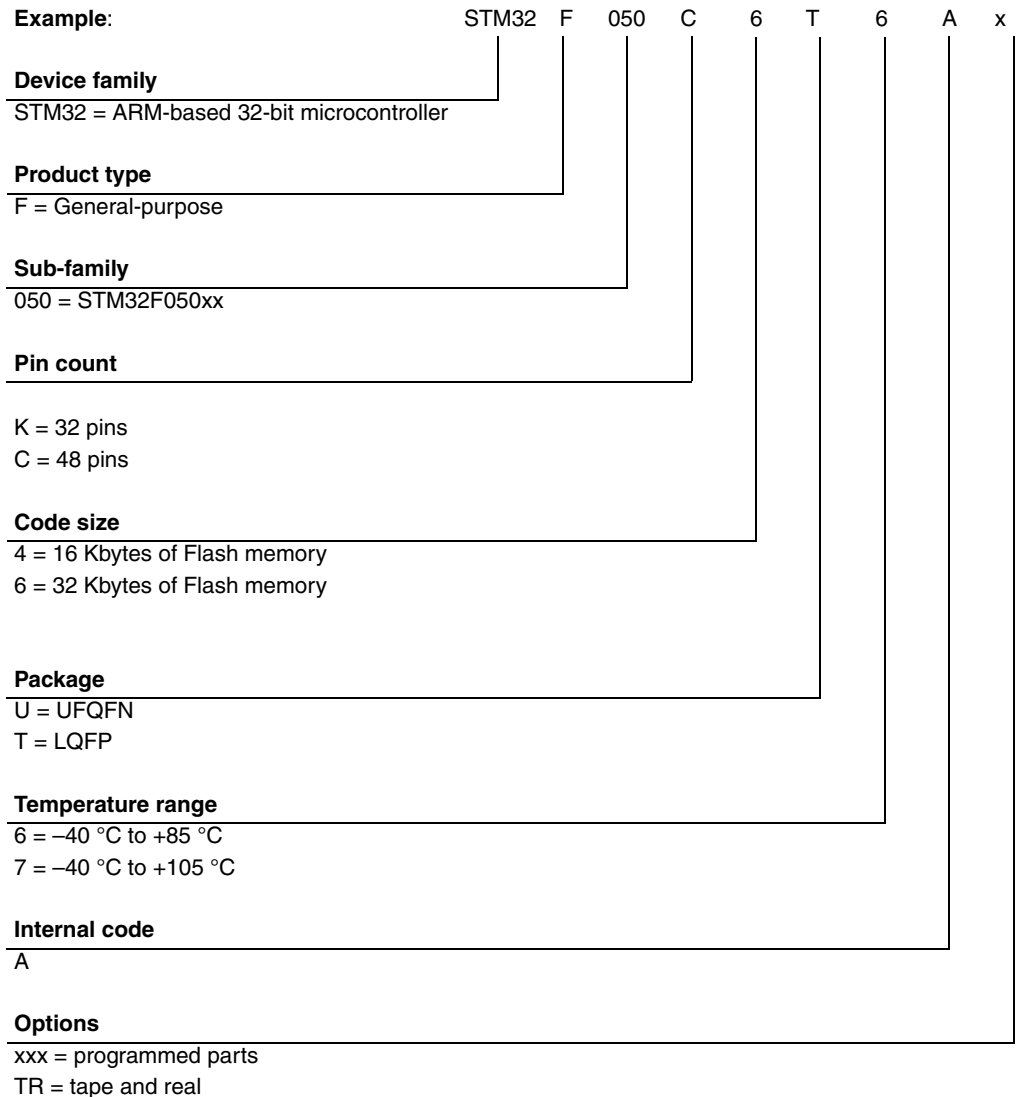 Example: STM32 F 050 C 6 T 6 A x
Device family
STM32 = ARM-based 32-bit microcontroller
Product type
F = General-purpose
Sub-family
050 = STM32F050xx
Pin count
K = 32 pins
C = 48 pins
Code size
4 = 16 Kbytes of Flash memory
6 = 32 Kbytes of Flash memory
Package
U = UFQFN
T = LQFP
Temperature range
6 = –40 °C to +85 °C
7 = –40 °C to +105 °C
Internal code
A
Options
xxx = programmed parts
TR = tape and real